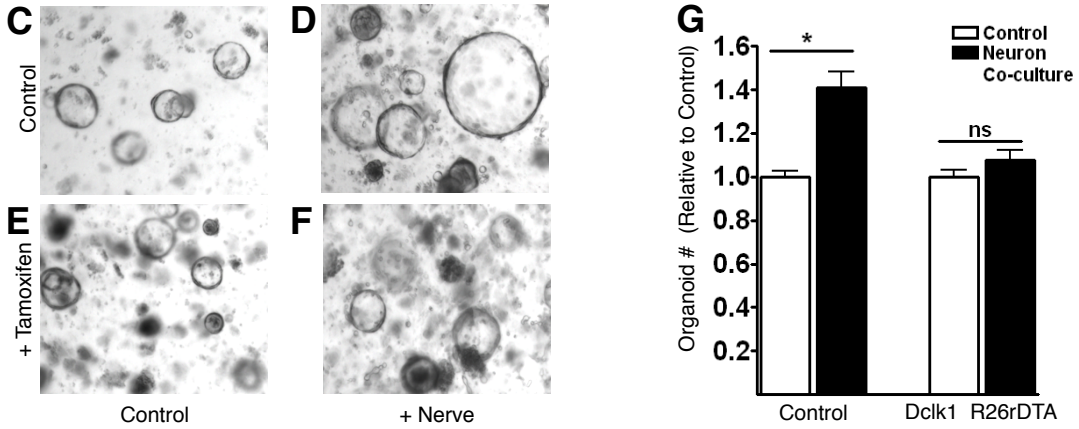 C
D
G
Control
E
F
+ Tamoxifen
Control
+ Nerve
Organoid # (Relative to Control)
1.6
1.4
1.2
1.0
0.8
0.6
0.4
0.2
*
ns
Control
Neuron
Co-culture
Control
Dclk1 R26rDTA